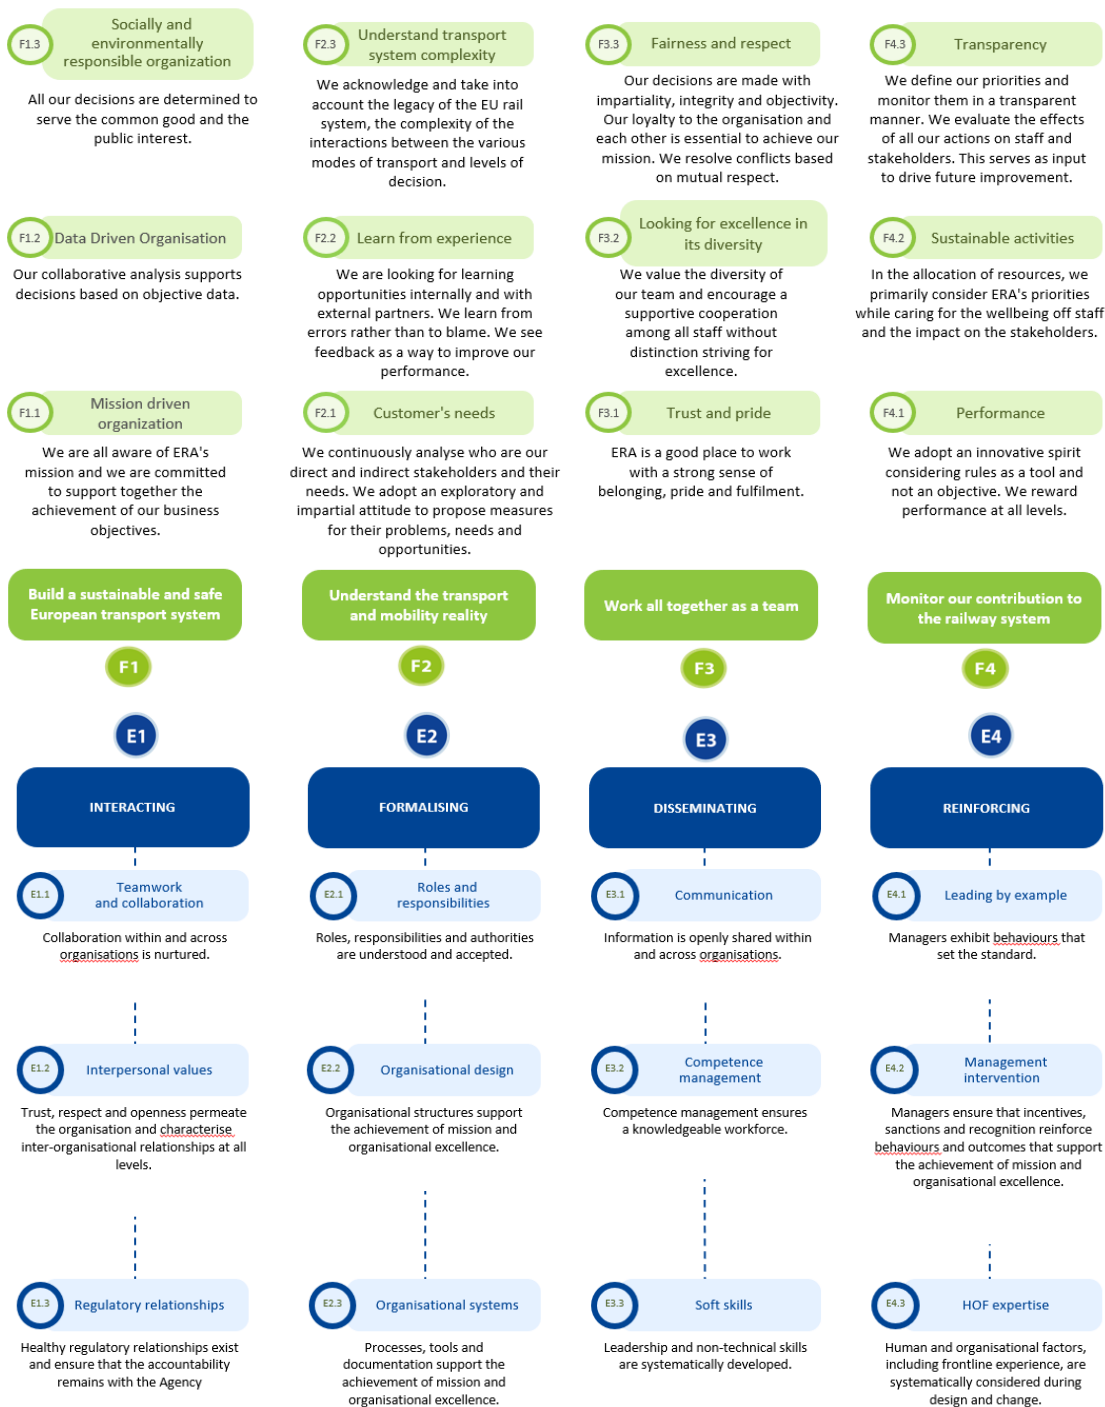 F1.3
Socially and
environmentally
responsible organization
All our decisions are determined to
serve the common good and the
public interest.
F2.3
Understand transport
system complexity
We acknowledge and take into
account the legacy of the EU rail
system, the complexity of the
interactions between the various
modes of transport and levels of
decision.
F3.3
Fairness and respect
Our decisions are made with
impartiality, integrity and objectivity.
Our loyalty to the organisation and
each other is essential to achieve our
mission. We resolve conflicts based
on mutual respect.
F4.3
Transparency
We define our priorities and
monitor them in a transparent
manner. We evaluate the effects
of all our actions on staff and
stakeholders. This serves as input
to drive future improvement.
F1.2
Data Driven Organisation
Our collaborative analysis supports
decisions based on objective data.
F2.2
Learn from experience
We are looking for learning
opportunities internally and with
external partners. We learn from
errors rather than to blame. We see
feedback as a way to improve our
performance.
F3.2
Looking for excellence in
its diversity
We value the diversity of
our team and encourage a
supportive cooperation
among all staff without
distinction striving for
excellence.
F4.2
Sustainable activities
In the allocation of resources, we
primarily consider ERA's priorities
while caring for the wellbeing off staff
and the impact on the stakeholders.
F1.1
Mission driven
organization
We are all aware of ERA's
mission and we are committed
to support together the
achievement of our business
objectives.
F2.1
Customer's needs
We continuously analyse who are our
direct and indirect stakeholders and their
needs. We adopt an exploratory and
impartial attitude to propose measures
for their problems, needs and
opportunities.
F3.1
Trust and pride
ERA is a good place to work
with a strong sense of
belonging, pride and fulfilment.
F4.1
Performance
We adopt an innovative spirit
considering rules as a tool and
not an objective. We reward
performance at all levels.
Build a sustainable and safe
European transport system
Understand the transport
and mobility reality
Work all together as a team
Monitor our contribution to
the railway system
F1
F2
F3
F4
E1
E2
E3
E4
INTERACTING
FORMALISING
DISSEMINATING
REINFORCING
E1.1
Teamwork
and collaboration
Collaboration within and across
organisations is nurtured.
E2.1
Roles and
responsibilities
Roles, responsibilities and authorities
are understood and accepted.
E3.1
Communication
Information is openly shared within
and across organisations.
E4.1
Leading by example
Managers exhibit behaviours that
set the standard.
E1.2
Interpersonal values
Trust, respect and openness permeate
the organisation and characterise
inter-organisational relationships at all
levels.
E2.2
Organisational design
Organisational structures support
the achievement of mission and
organisational excellence.
E3.2
Competence
management
Competence management ensures
a knowledgeable workforce.
E4.2
Management
intervention
Managers ensure that incentives,
sanctions and recognition reinforce
behaviours and outcomes that support
the achievement of mission and
organisational excellence.
E1.3
Regulatory relationships
Healthy regulatory relationships exist
and ensure that the accountability
remains with the Agency
E2.3
Organisational systems
Processes, tools and
documentation support the
achievement of mission and
organisational excellence.
E3.3
Soft skills
Leadership and non-technical skills
are systematically developed.
E4.3
HOF expertise
Human and organisational factors,
including frontline experience, are
systematically considered during
design and change.